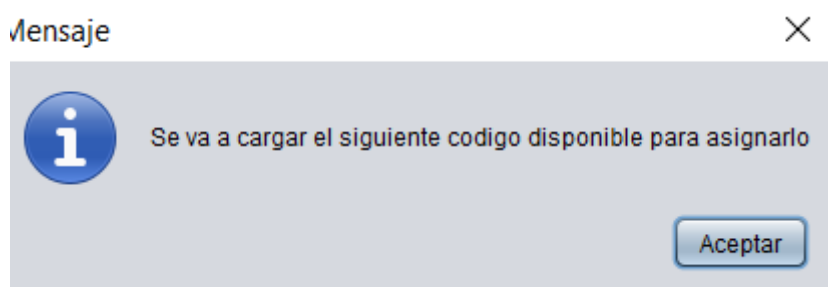 Mensaje
Se va a cargar el siguiente codigo disponible para asignarlo
Aceptar